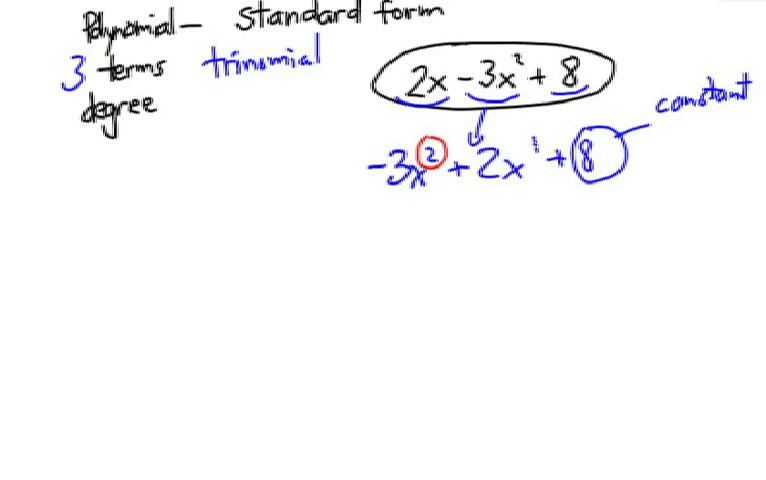 Polynomial – standard form
3 terms trinomial
degree
2x - 3x² + 8
constant
-3x² + 2x¹ + 8